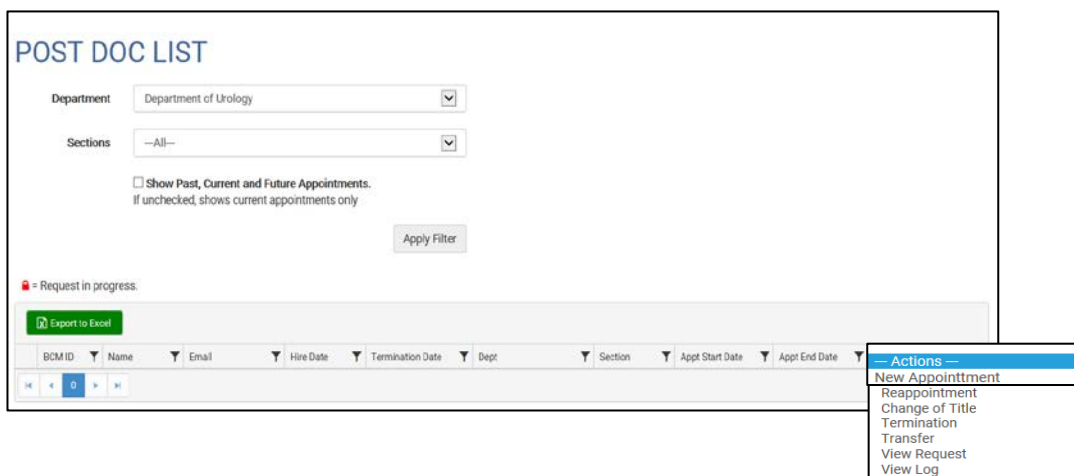 POST DOC LIST
Department Department of Urology
Sections ---All---
Show Past, Current and Future Appointments.
If unchecked, shows current appointments only
Apply Filter
= Request in progress.
Export to Excel
BCM ID Name Email Hire Date Termination Date Dept Section Appt Start Date Appt End Date
0
--- Actions ---
New Appointtment
Reappointment
Change of Title
Termination
Transfer
View Request
View Log